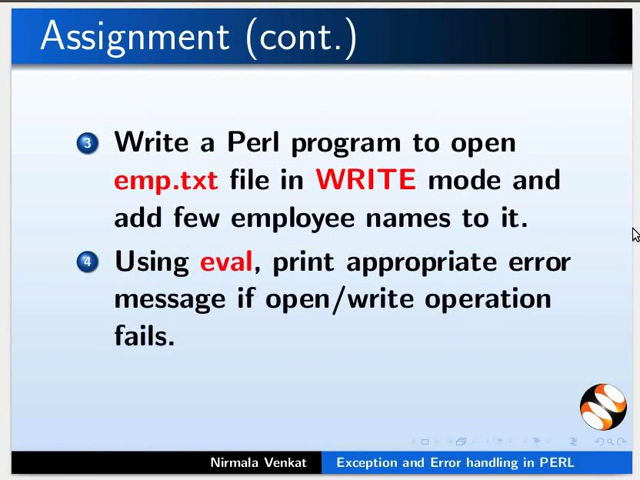 Assignment (cont.)
3 Write a Perl program to open
emp.txt file in WRITE mode and
add few employee names to it.
4 Using eval, print appropriate error
message if open/write operation
fails.
Nirmala Venkat Exception and Error handling in PERL